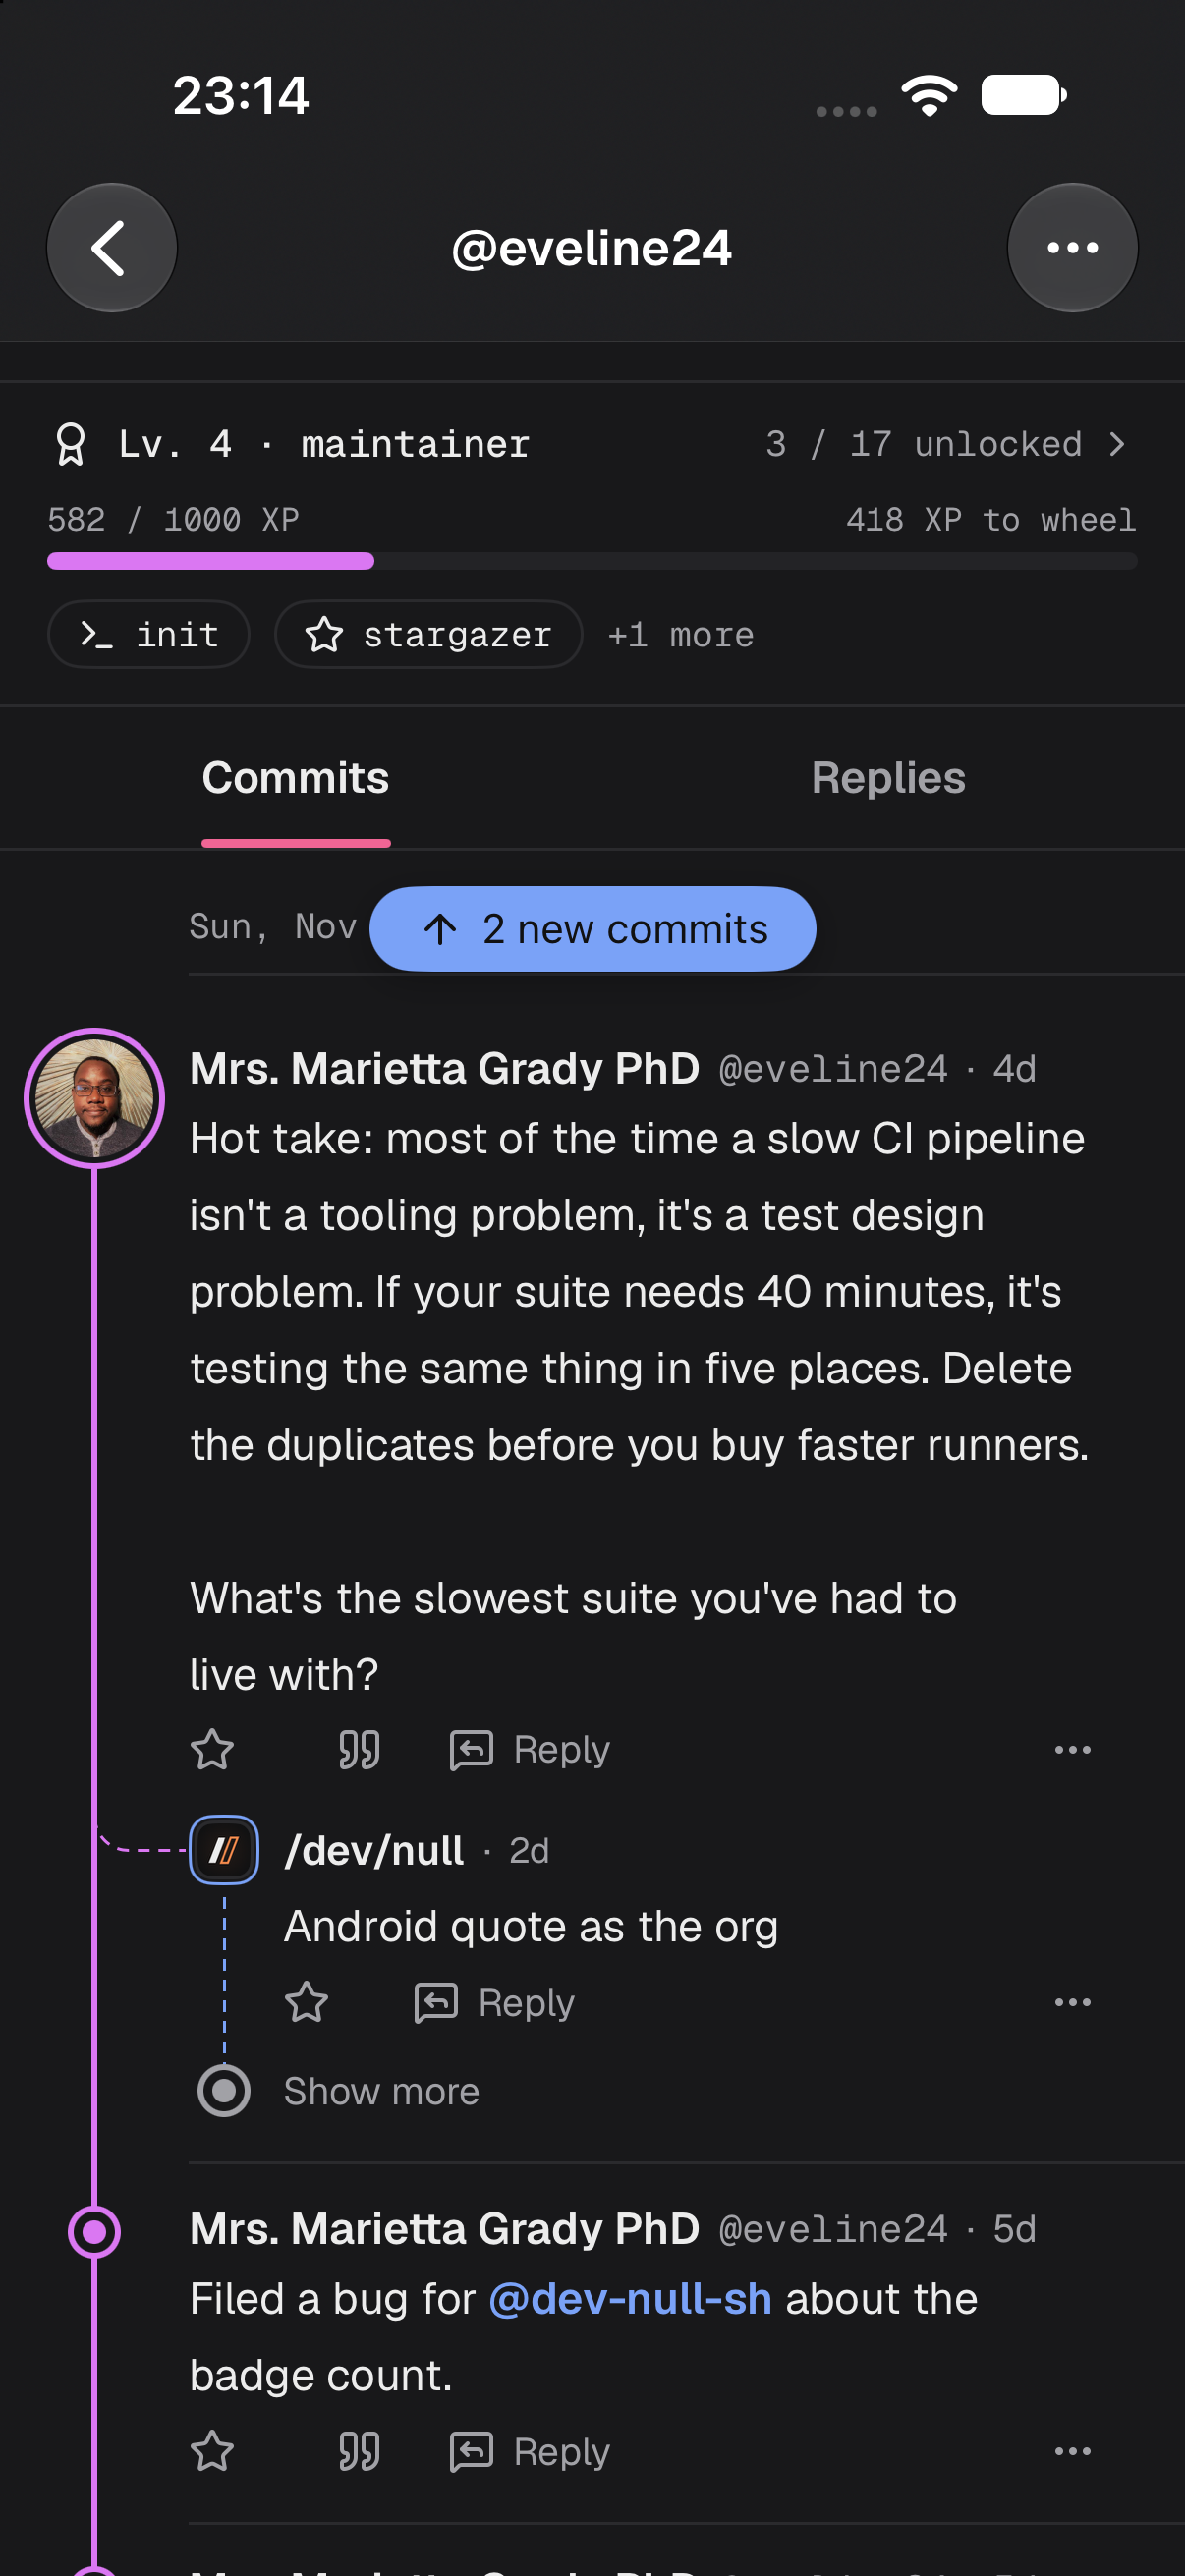 23:14
@eveline24
Lv. 4 · maintainer
3 / 17 unlocked
582 / 1000 XP
418 XP to wheel
init
stargazer
+1 more
Commits
Replies
Sun, Nov
2 new commits
Mrs. Marietta Grady PhD @eveline24 · 4d
Hot take: most of the time a slow CI pipeline
isn't a tooling problem, it's a test design
problem. If your suite needs 40 minutes, it's
testing the same thing in five places. Delete
the duplicates before you buy faster runners.
What's the slowest suite you've had to
live with?
Reply
/dev/null · 2d
Android quote as the org
Reply
Show more
Mrs. Marietta Grady PhD @eveline24 · 5d
Filed a bug for @dev-null-sh about the
badge count.
Reply